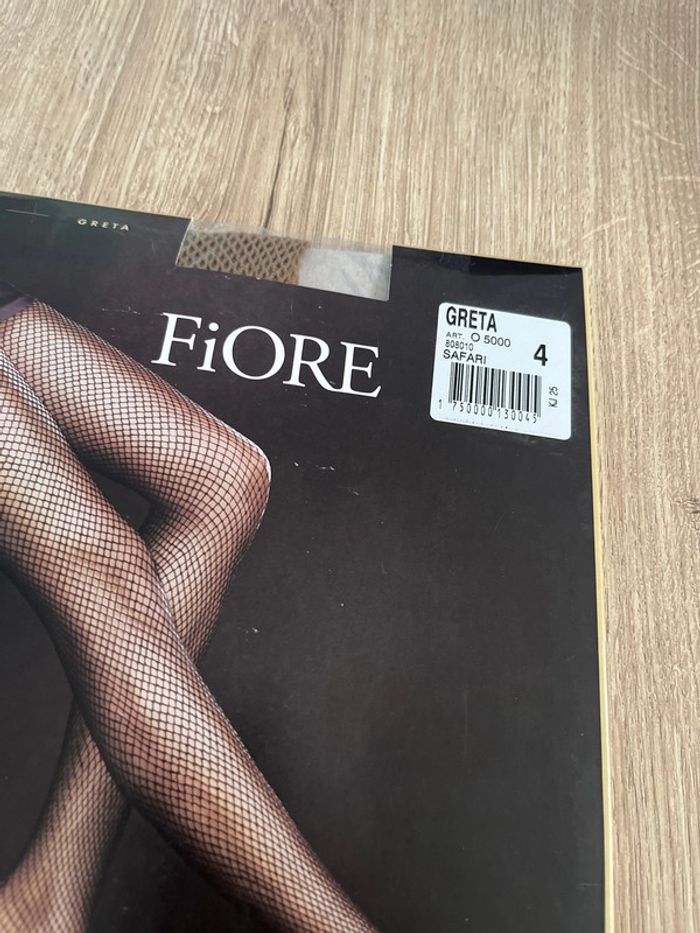 GRETA
FiORE
GRETA
ART. O 5000
808010
SAFARI
4
KJ 25
1 750000 130045